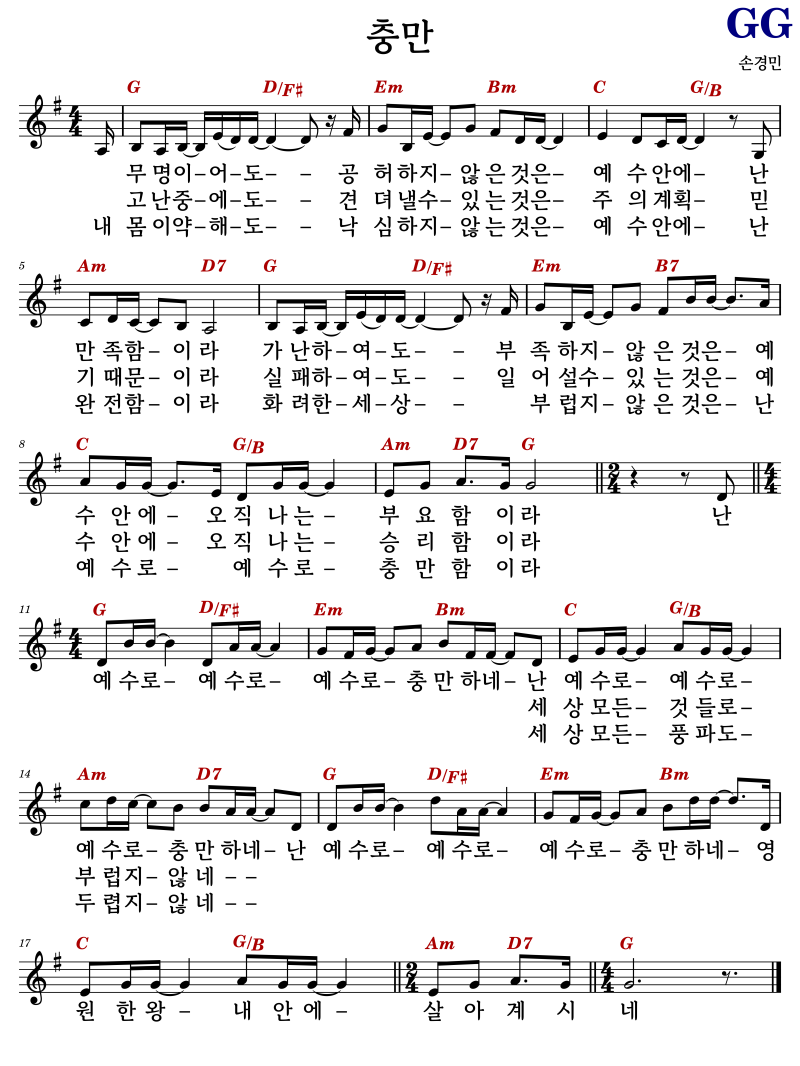 충만
GG
손경민
G D/F♯ Em Bm C G/B
무 명이–어–도– – 공 허 하지– 않 은 것은– 예 수 안에– 난
고 난중–에–도– – 견 뎌 낼수– 있 는 것은– 주 의 계획– 믿
내 몸 이약–해–도– – 낙 심 하지– 않 는 것은– 예 수 안에– 난
5 Am D7 G D/F♯ Em B7
만 족함– 이 라 가 난하–여–도– – 부 족 하지– 않 은 것은– 예
기 때문– 이 라 실 패하–여–도– – 일 어 설수– 있 는 것은– 예
완 전함– 이 라 화 려한–세–상– – 부 럽지– 않 은 것은– 난
8 C G/B Am D7 G
수 안 에– 오 직 나 는– 부 요 함 이 라 난
수 안 에– 오 직 나 는– 승 리 함 이 라
예 수 로– 예 수 로– 충 만 함 이 라
11 G D/F♯ Em Bm C G/B
예 수로– 예 수로– 예 수로– 충 만 하네– 난 예 수로– 예 수로–
세 상 모든– 것 들로–
세 상 모든– 풍 파도–
14 Am D7 G D/F♯ Em Bm
예 수로– 충 만 하네– 난 예 수로– 예 수로– 예 수로– 충 만 하네– 영
부 럽지– 않 네 – –
두 렵지– 않 네 – –
17 C G/B Am D7 G
원 한 왕– 내 안 에– 살 아 계 시 네